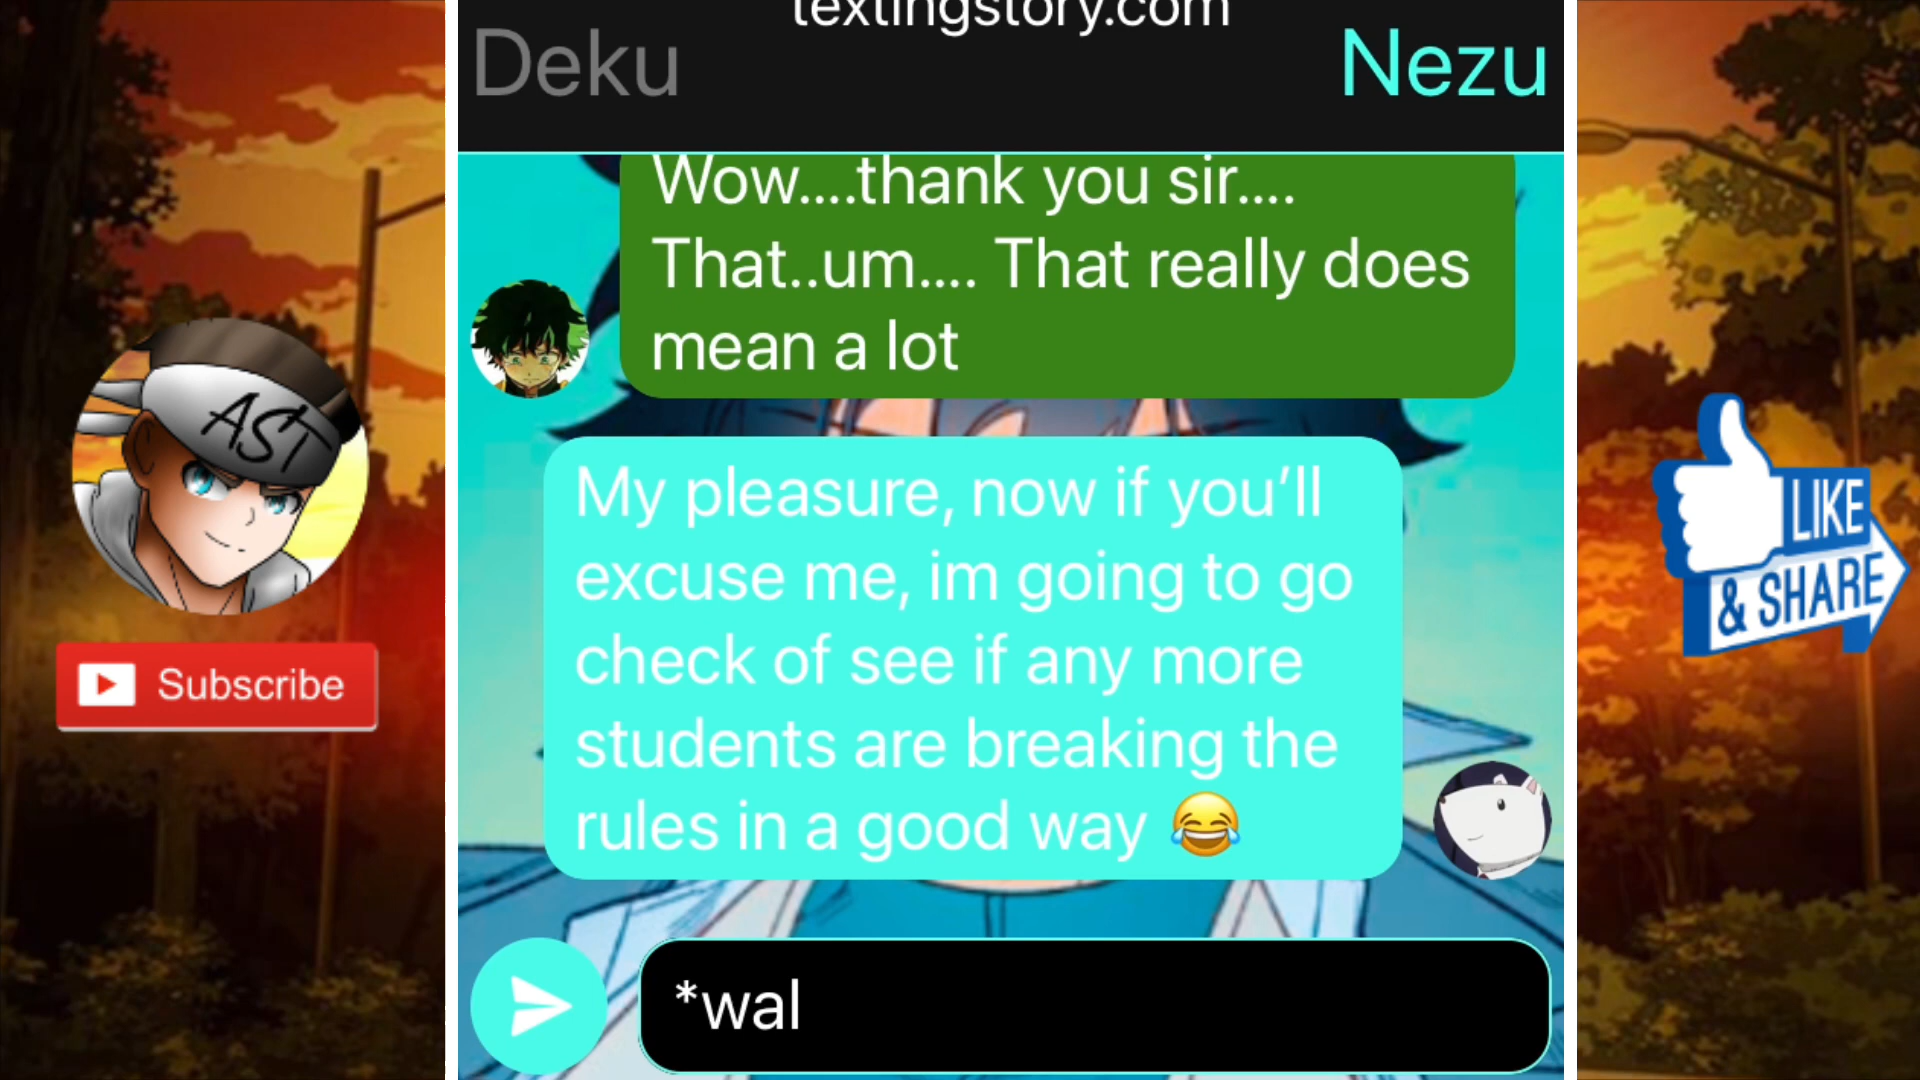 textingstory.com
Deku
Nezu
Wow....thank you sir....
That..um.... That really does
mean a lot
My pleasure, now if you’ll
excuse me, im going to go
check of see if any more
students are breaking the
rules in a good way 😂
*wal
AST
Subscribe
LIKE
& SHARE